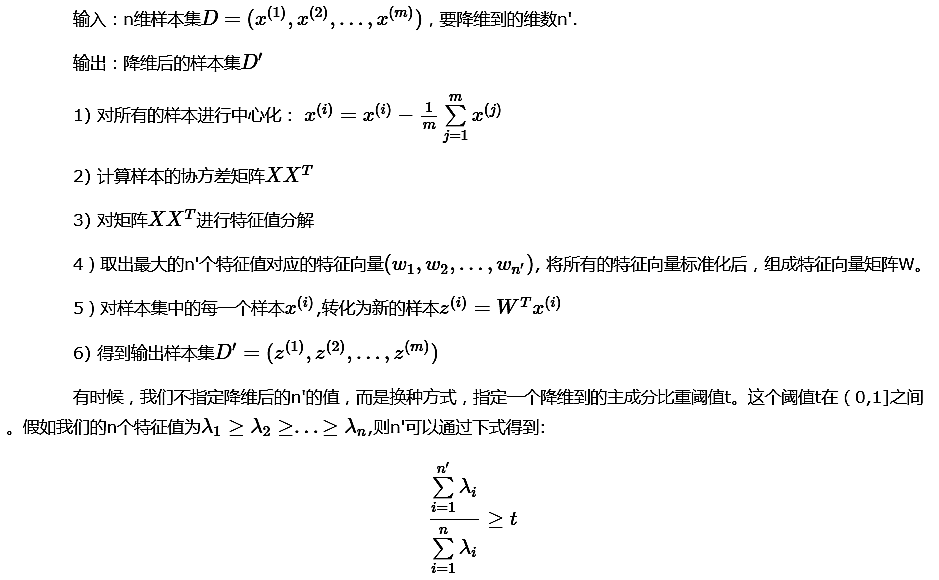 输入：n维样本集D = (x^{(1)}, x^{(2)}, ..., x^{(m)})，要降维到的维数n'.
输出：降维后的样本集D'
1) 对所有的样本进行中心化： x^{(i)} = x^{(i)} - \frac{1}{m} \sum_{j=1}^{m} x^{(j)}
2) 计算样本的协方差矩阵XX^T
3) 对矩阵XX^T进行特征值分解
4）取出最大的n'个特征值对应的特征向量(w_1, w_2, ..., w_{n'}), 将所有的特征向量标准化后，组成特征向量矩阵W。
5）对样本集中的每一个样本x^{(i)},转化为新的样本z^{(i)} = W^T x^{(i)}
6) 得到输出样本集D' = (z^{(1)}, z^{(2)}, ..., z^{(m)})
有时候，我们不指定降维后的n'的值，而是换种方式，指定一个降维到的主成分比重阈值t。这个阈值t在（0,1]之间
。假如我们的n个特征值为λ_1 ≥ λ_2 ≥ ... ≥ λ_n,则n'可以通过下式得到:
\frac{\sum_{i=1}^{n'} λ_i}{\sum_{i=1}^{n} λ_i} ≥ t